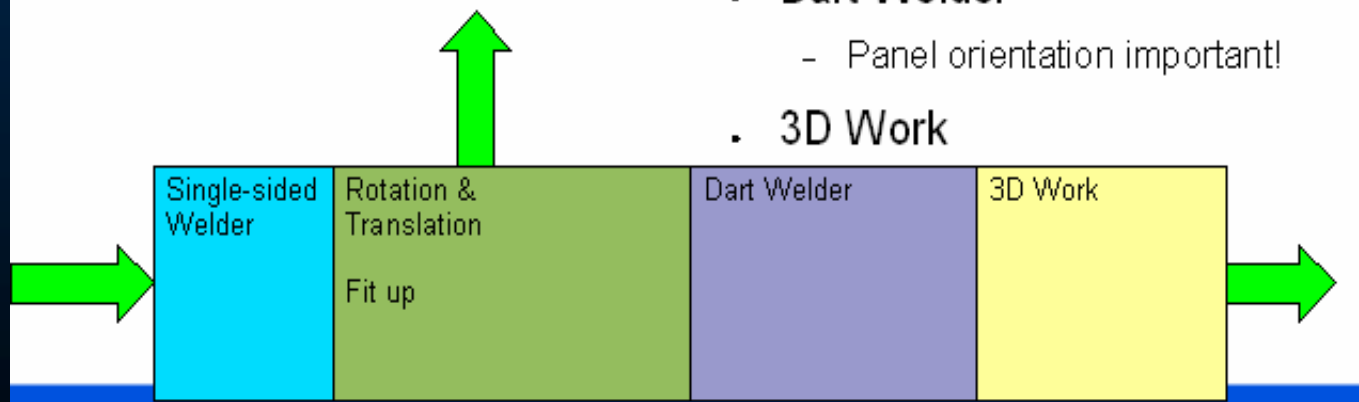 - Panel orientation important!
• 3D Work
Single-sided
Welder
Rotation &
Translation
Fit up
Dart Welder
3D Work